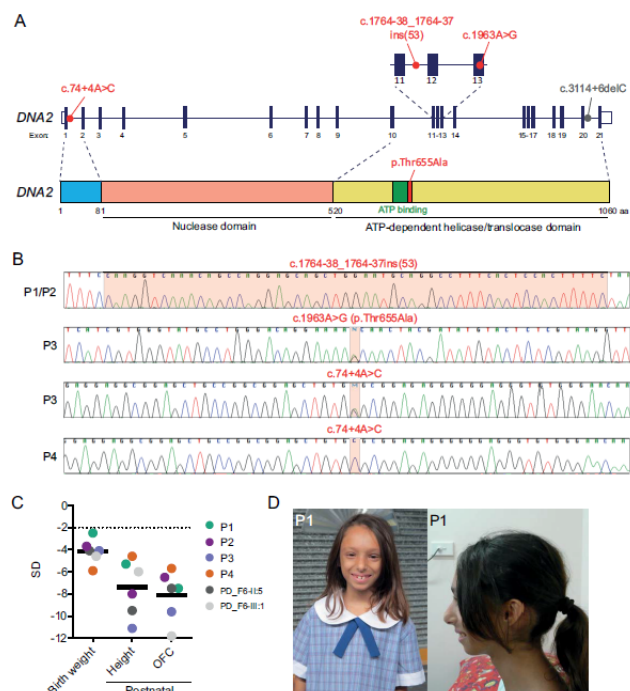 A
c.1764-38_1764-37
ins(53)
c.1963A>G
11
12
13
c.74+4A>C
c.3114+6delC
DNA2
Exon:
1 2 3 4 5 6 7 8 9 10 11-13 14 15-17 18 19 20 21
p.Thr655Ala
DNA2
1 81 520 1060 aa
ATP binding
Nuclease domain
ATP-dependent helicase/translocase domain
B
c.1764-38_1764-37ins(53)
P1/P2
c.1963A>G (p.Thr655Ala)
P3
c.74+4A>C
P3
c.74+4A>C
P4
C
0
-2
-4
-6
-8
-10
-12
SD
Birth weight
Height
OFC
Postnatal
P1
P2
P3
P4
PD_F6-II:5
PD_F6-III:1
D
P1
P1